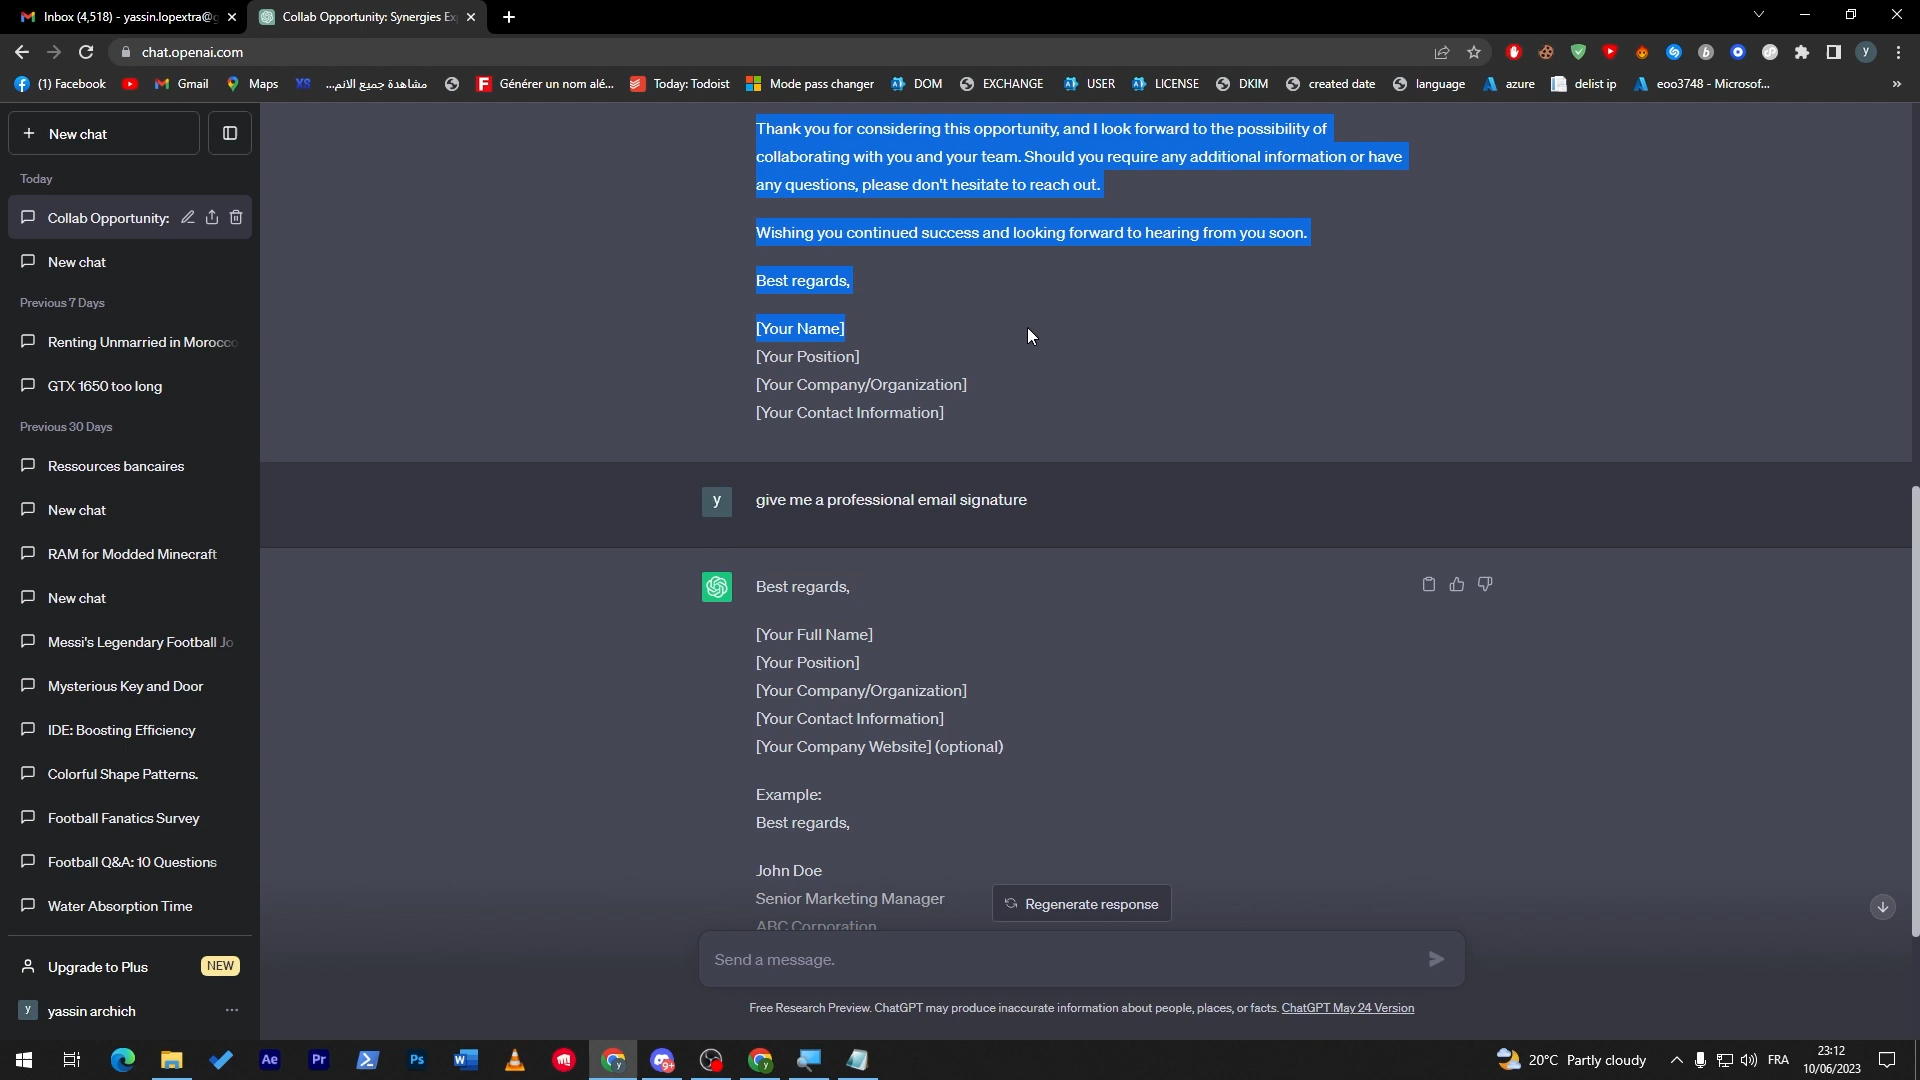 Inbox (4,518) - yassin.lopextra@g
Collab Opportunity: Synergies Ex
chat.openai.com
(1) Facebook
Gmail
Maps
مشاهدة جميع الانم...
Générer un nom alé...
Today: Todoist
Mode pass changer
DOM
EXCHANGE
USER
LICENSE
DKIM
created date
language
azure
delist ip
eoo3748 - Microsof...
New chat
Today
Collab Opportunity:
New chat
Previous 7 Days
Renting Unmarried in Morocco
GTX 1650 too long
Previous 30 Days
Ressources bancaires
New chat
RAM for Modded Minecraft
New chat
Messi's Legendary Football Jo
Mysterious Key and Door
IDE: Boosting Efficiency
Colorful Shape Patterns.
Football Fanatics Survey
Football Q&A: 10 Questions
Water Absorption Time
Upgrade to Plus NEW
y yassin archich
Thank you for considering this opportunity, and I look forward to the possibility of
collaborating with you and your team. Should you require any additional information or have
any questions, please don't hesitate to reach out.
Wishing you continued success and looking forward to hearing from you soon.
Best regards,
[Your Name]
[Your Position]
[Your Company/Organization]
[Your Contact Information]
y give me a professional email signature
Best regards,
[Your Full Name]
[Your Position]
[Your Company/Organization]
[Your Contact Information]
[Your Company Website] (optional)
Example:
Best regards,
John Doe
Senior Marketing Manager
ABC Corporation
Regenerate response
Send a message.
Free Research Preview. ChatGPT may produce inaccurate information about people, places, or facts. ChatGPT May 24 Version
Ae
Pr
Ps
20°C Partly cloudy
FRA
23:12
10/06/2023